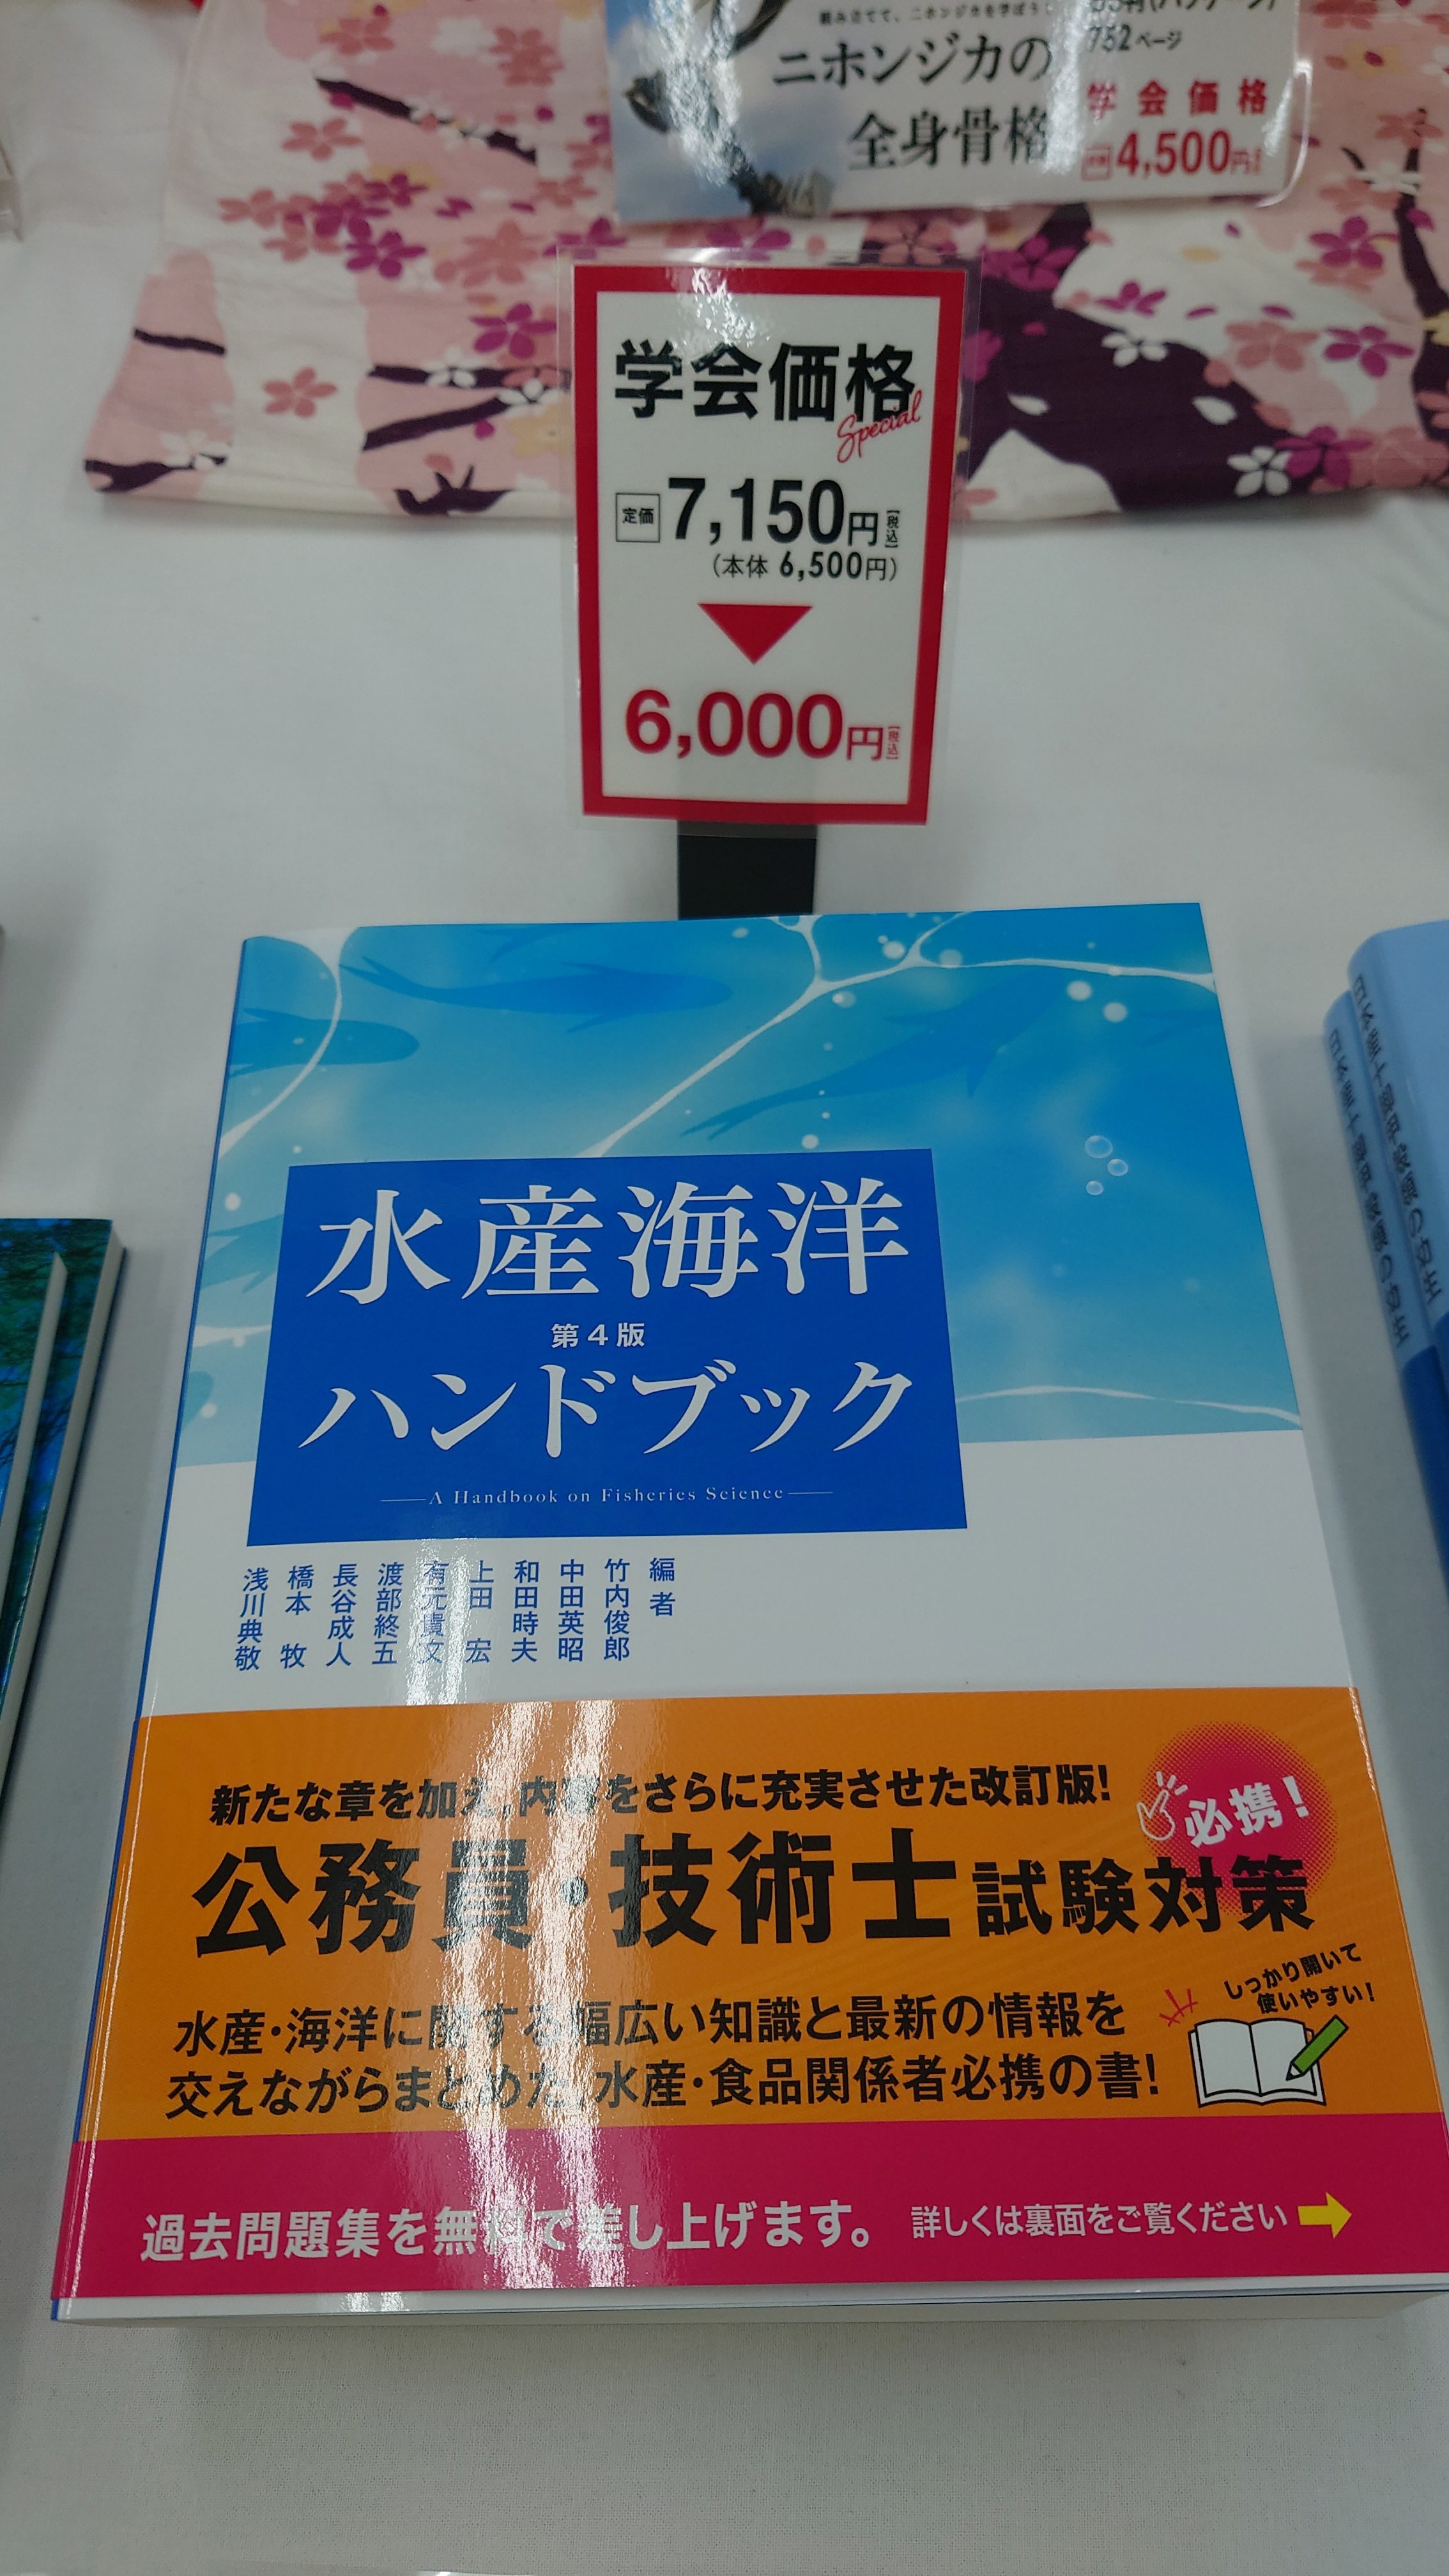 ニホンジカの
全身骨格
752ページ
学会価格
4,500円
学会価格
Special
定価 7,150円【税込】
(本体 6,500円)
6,000円【税込】
水産海洋
第4版
ハンドブック
A Handbook on Fisheries Science
編者
竹内俊郎
中田英昭
和田時夫
上田 宏
有元貴文
渡部終五
長谷成人
橋本 牧
浅川典敬
新たな章を加え、内容をさらに充実させた改訂版!
必携!
公務員・技術士試験対策
しっかり開いて
使いやすい!
水産・海洋に関する幅広い知識と最新の情報を
交えながらまとめた、水産・食品関係者必携の書!
過去問題集を無料で差し上げます。 詳しくは裏面をご覧ください